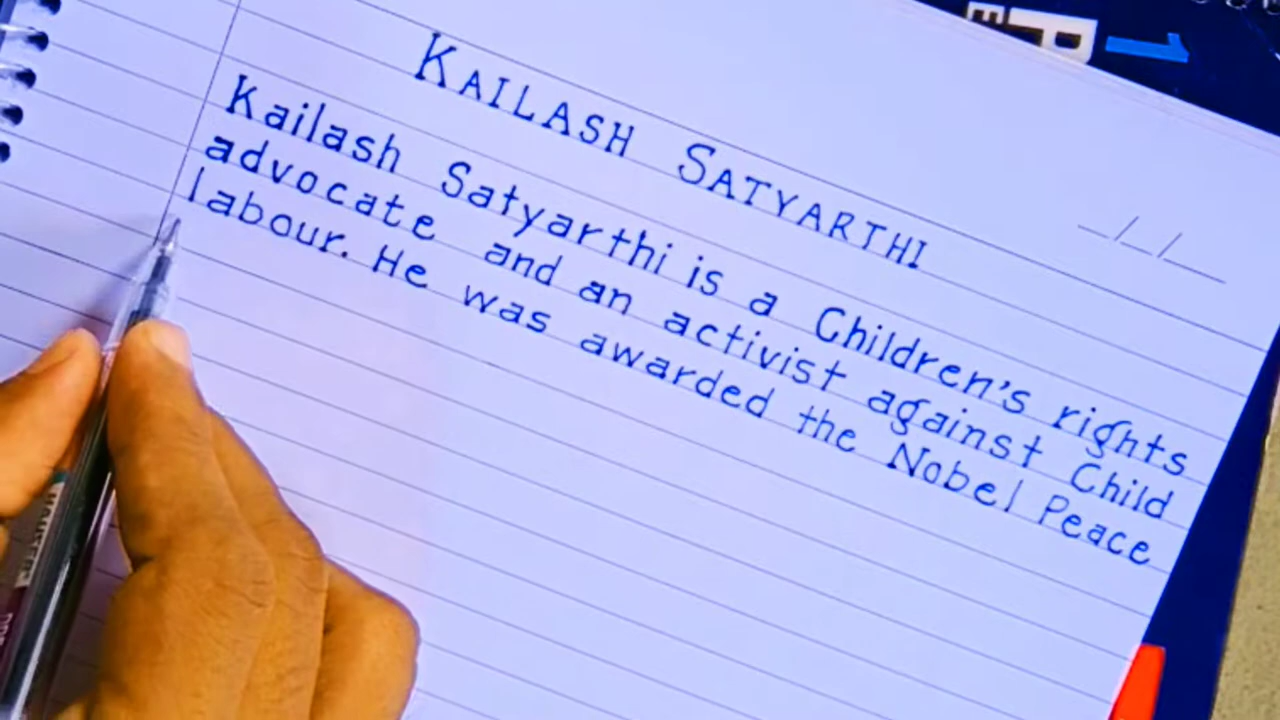 KAILASH SATYARTHI
Kailash Satyarthi is a Children's rights
advocate and an activist against Child
labour. He was awarded the Nobel Peace